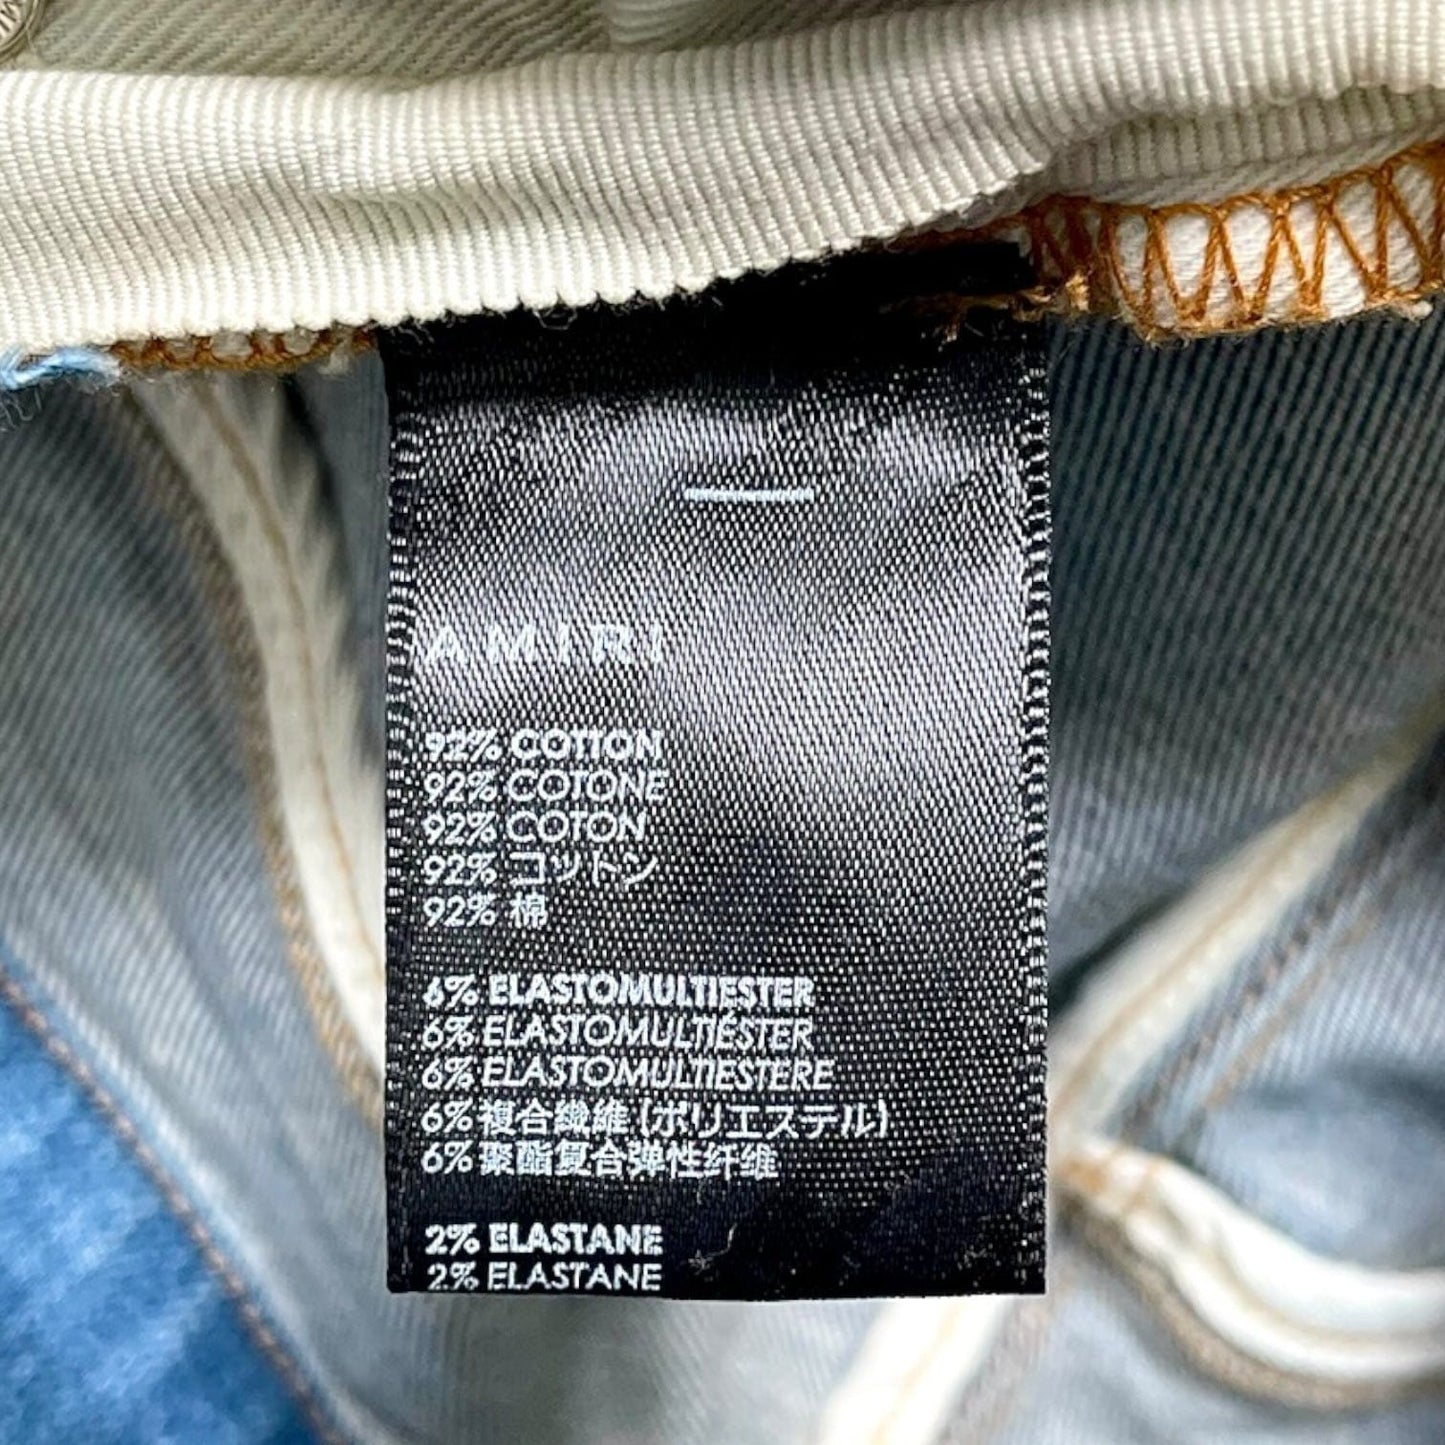 AMIRI
92% COTTON
92% COTONE
92% COTON
92% コットン
92% 棉
6% ELASTOMULTIESTER
6% ELASTOMULTIÉSTER
6% ELASTOMULTIESTERE
6% 複合繊維 (ポリエステル)
6% 聚酯复合弹性纤维
2% ELASTANE
2% ELASTANE